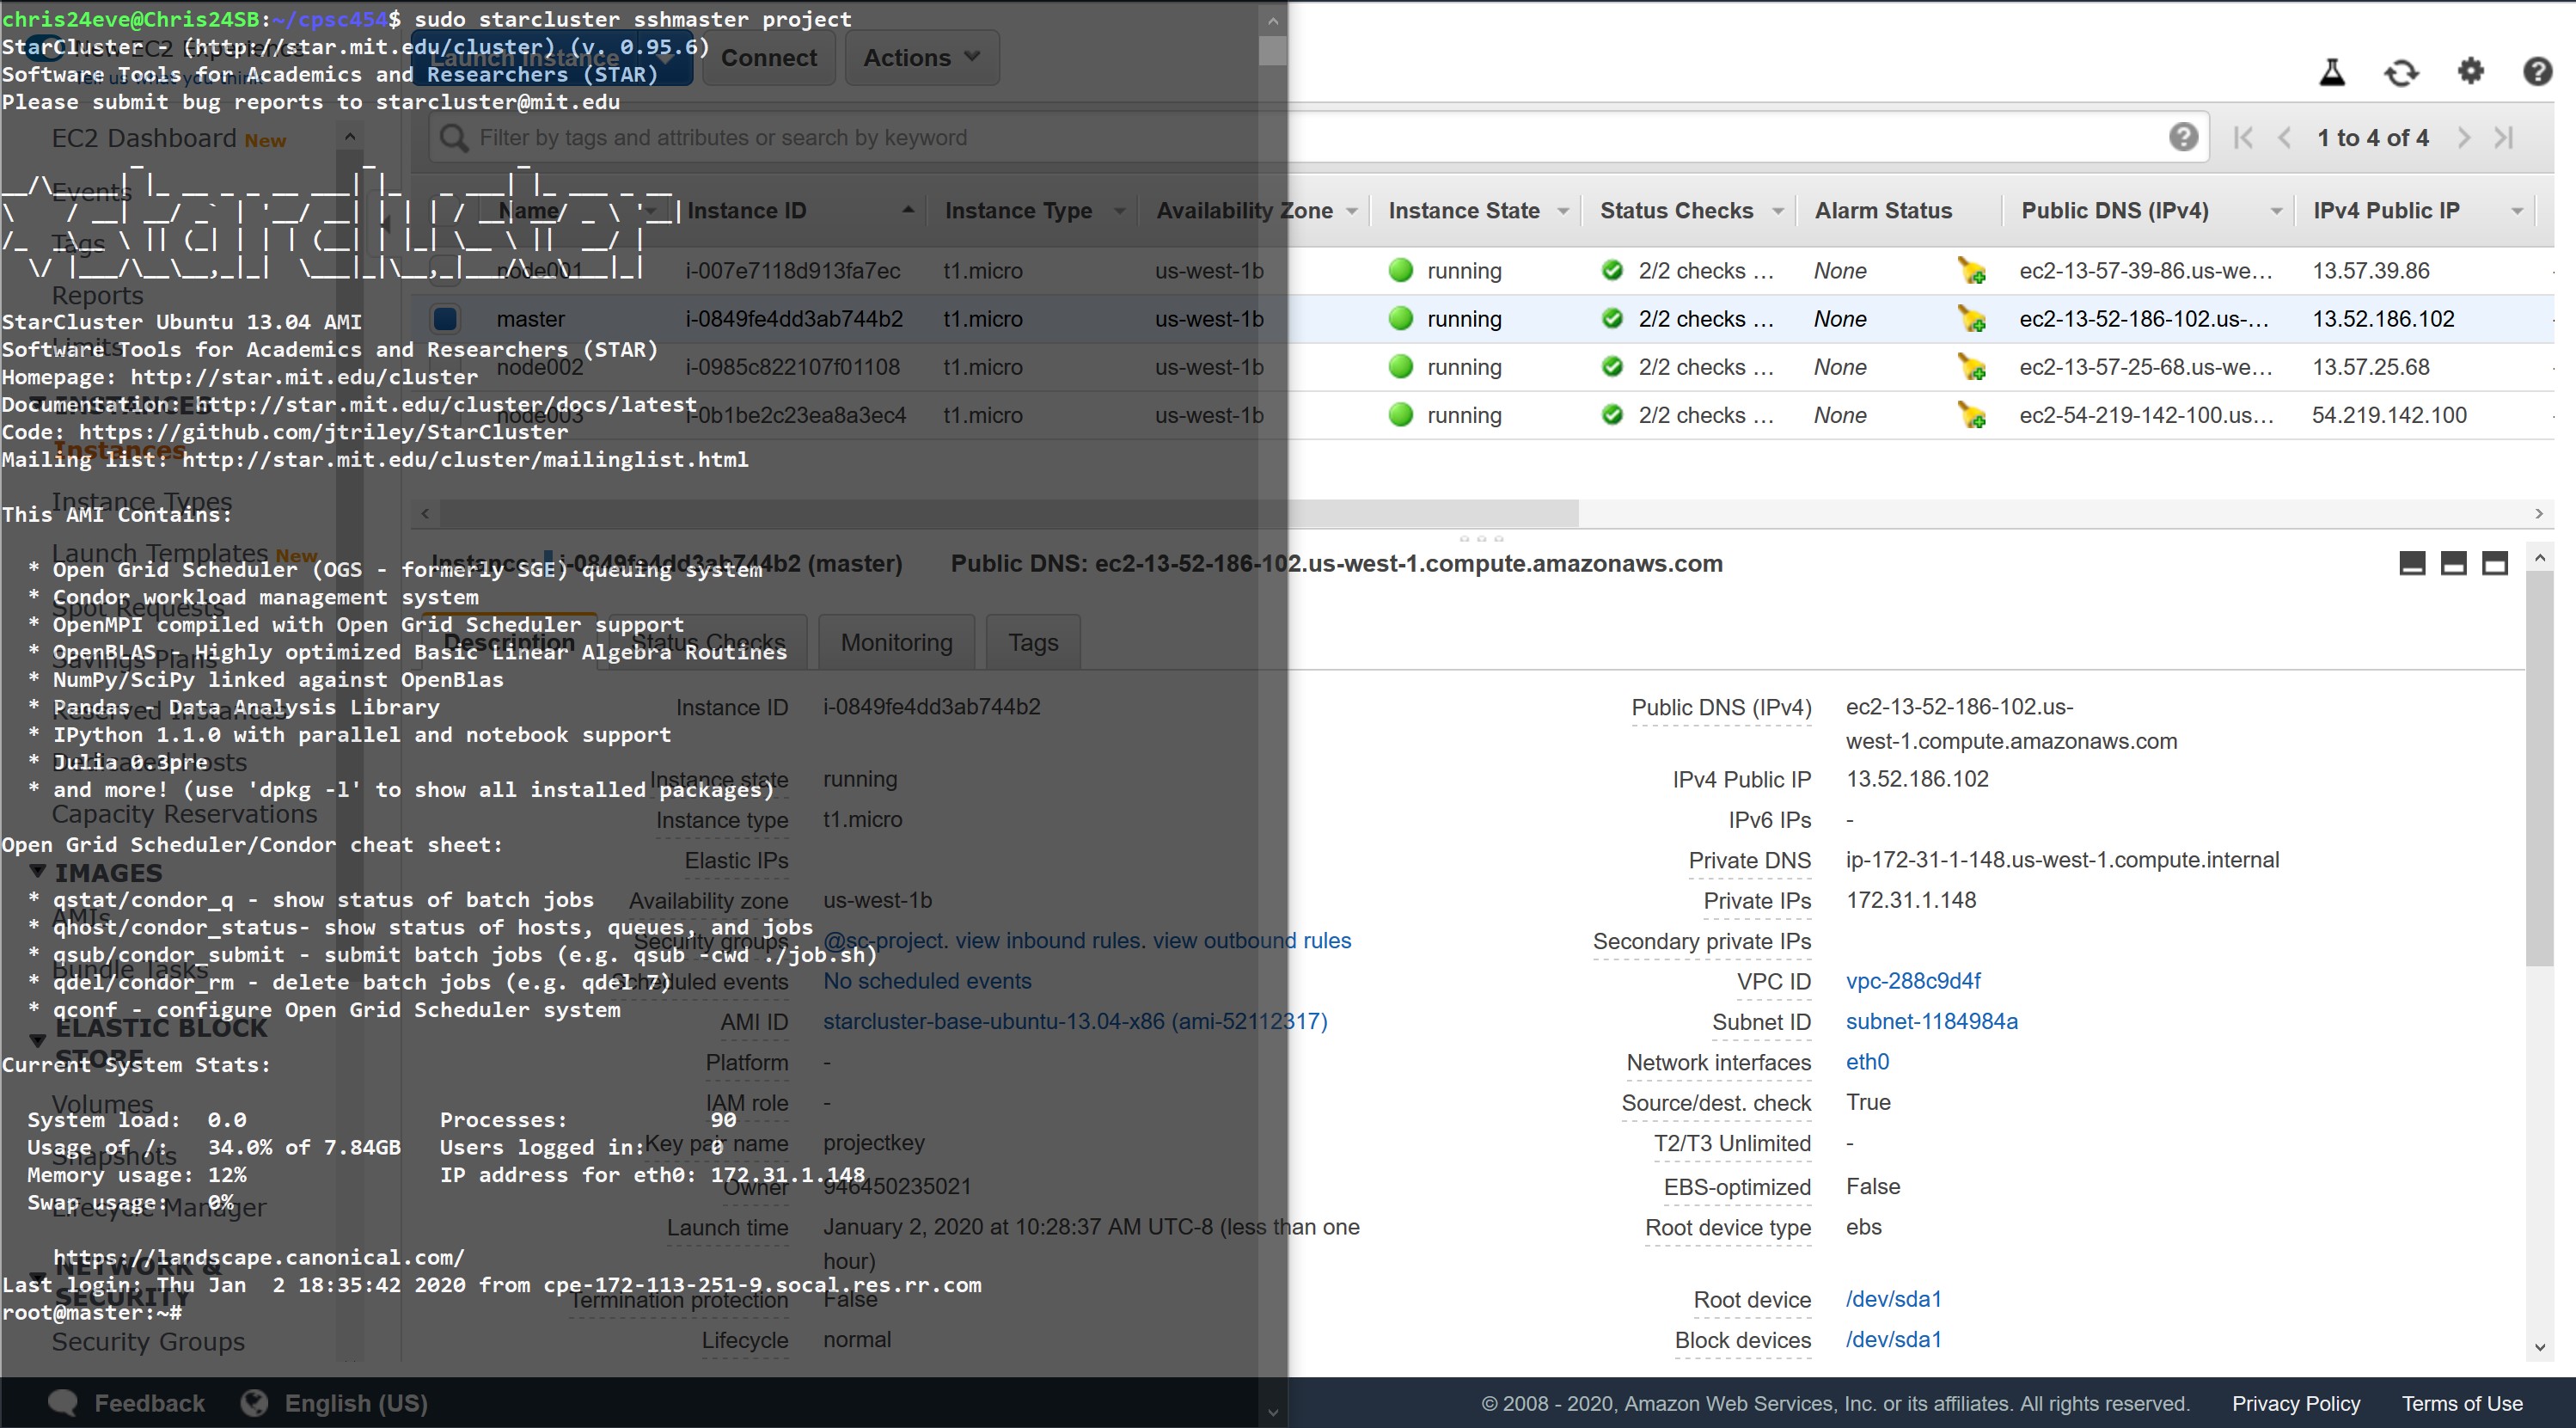 chris24eve@Chris24SB:~/cpsc454$ sudo starcluster sshmaster project
StarCluster - (http://star.mit.edu/cluster) (v. 0.95.6)
Software Tools for Academics and Researchers (STAR)
Please submit bug reports to starcluster@mit.edu
StarCluster Ubuntu 13.04 AMI
Software Tools for Academics and Researchers (STAR)
Homepage: http://star.mit.edu/cluster
Documentation: http://star.mit.edu/cluster/docs/latest
Code: https://github.com/jtriley/StarCluster
Mailing list: http://star.mit.edu/cluster/mailinglist.html
This AMI Contains:
* Open Grid Scheduler (OGS - formerly SGE) queuing system
* Condor workload management system
* OpenMPI compiled with Open Grid Scheduler support
* OpenBLAS - Highly optimized Basic Linear Algebra Routines
* NumPy/SciPy linked against OpenBlas
* Pandas - Data Analysis Library
* IPython 1.1.0 with parallel and notebook support
* Julia 0.3pre
* and more! (use 'dpkg -l' to show all installed packages)
Open Grid Scheduler/Condor cheat sheet:
* qstat/condor_q - show status of batch jobs
* qhost/condor_status- show status of hosts, queues, and jobs
* qsub/condor_submit - submit batch jobs (e.g. qsub -cwd ./job.sh)
* qdel/condor_rm - delete batch jobs (e.g. qdel 7)
* qconf - configure Open Grid Scheduler system
Current System Stats:
System load: 0.0 Processes: 90
Usage of /: 34.0% of 7.84GB Users logged in: 0
Memory usage: 12% IP address for eth0: 172.31.1.148
Swap usage: 0%
https://landscape.canonical.com/
Last login: Thu Jan 2 18:35:42 2020 from cpe-172-113-251-9.socal.res.rr.com
root@master:~#
New EC2 Experience
Launch Instance Connect Actions
EC2 Dashboard New
Events
Tags
Reports
Limits
INSTANCES
Instances
Instance Types
Launch Templates New
Spot Requests
Savings Plans
Reserved Instances
Dedicated Hosts
Capacity Reservations
IMAGES
AMIs
Bundle Tasks
ELASTIC BLOCK
STORE
Volumes
Snapshots
Lifecycle Manager
NETWORK &
SECURITY
Security Groups
Filter by tags and attributes or search by keyword
1 to 4 of 4
Name Instance ID Instance Type Availability Zone Instance State Status Checks Alarm Status Public DNS (IPv4) IPv4 Public IP
node001 i-007e7118d913fa7ec t1.micro us-west-1b running 2/2 checks … None ec2-13-57-39-86.us-we… 13.57.39.86
master i-0849fe4dd3ab744b2 t1.micro us-west-1b running 2/2 checks … None ec2-13-52-186-102.us-… 13.52.186.102
node002 i-0985c822107f01108 t1.micro us-west-1b running 2/2 checks … None ec2-13-57-25-68.us-we… 13.57.25.68
node003 i-0b1be2c23ea8a3ec4 t1.micro us-west-1b running 2/2 checks … None ec2-54-219-142-100.us… 54.219.142.100
Instance: i-0849fe4dd3ab744b2 (master) Public DNS: ec2-13-52-186-102.us-west-1.compute.amazonaws.com
Description Status Checks Monitoring Tags
Instance ID i-0849fe4dd3ab744b2
Instance state running
Instance type t1.micro
Elastic IPs
Availability zone us-west-1b
Security groups @sc-project. view inbound rules. view outbound rules
Scheduled events No scheduled events
AMI ID starcluster-base-ubuntu-13.04-x86 (ami-52112317)
Platform -
IAM role -
Key pair name projectkey
Owner 946450235021
Launch time January 2, 2020 at 10:28:37 AM UTC-8 (less than one
hour)
Termination protection False
Lifecycle normal
Public DNS (IPv4) ec2-13-52-186-102.us-
west-1.compute.amazonaws.com
IPv4 Public IP 13.52.186.102
IPv6 IPs -
Private DNS ip-172-31-1-148.us-west-1.compute.internal
Private IPs 172.31.1.148
Secondary private IPs
VPC ID vpc-288c9d4f
Subnet ID subnet-1184984a
Network interfaces eth0
Source/dest. check True
T2/T3 Unlimited -
EBS-optimized False
Root device type ebs
Root device /dev/sda1
Block devices /dev/sda1
Feedback English (US)
© 2008 - 2020, Amazon Web Services, Inc. or its affiliates. All rights reserved. Privacy Policy Terms of Use